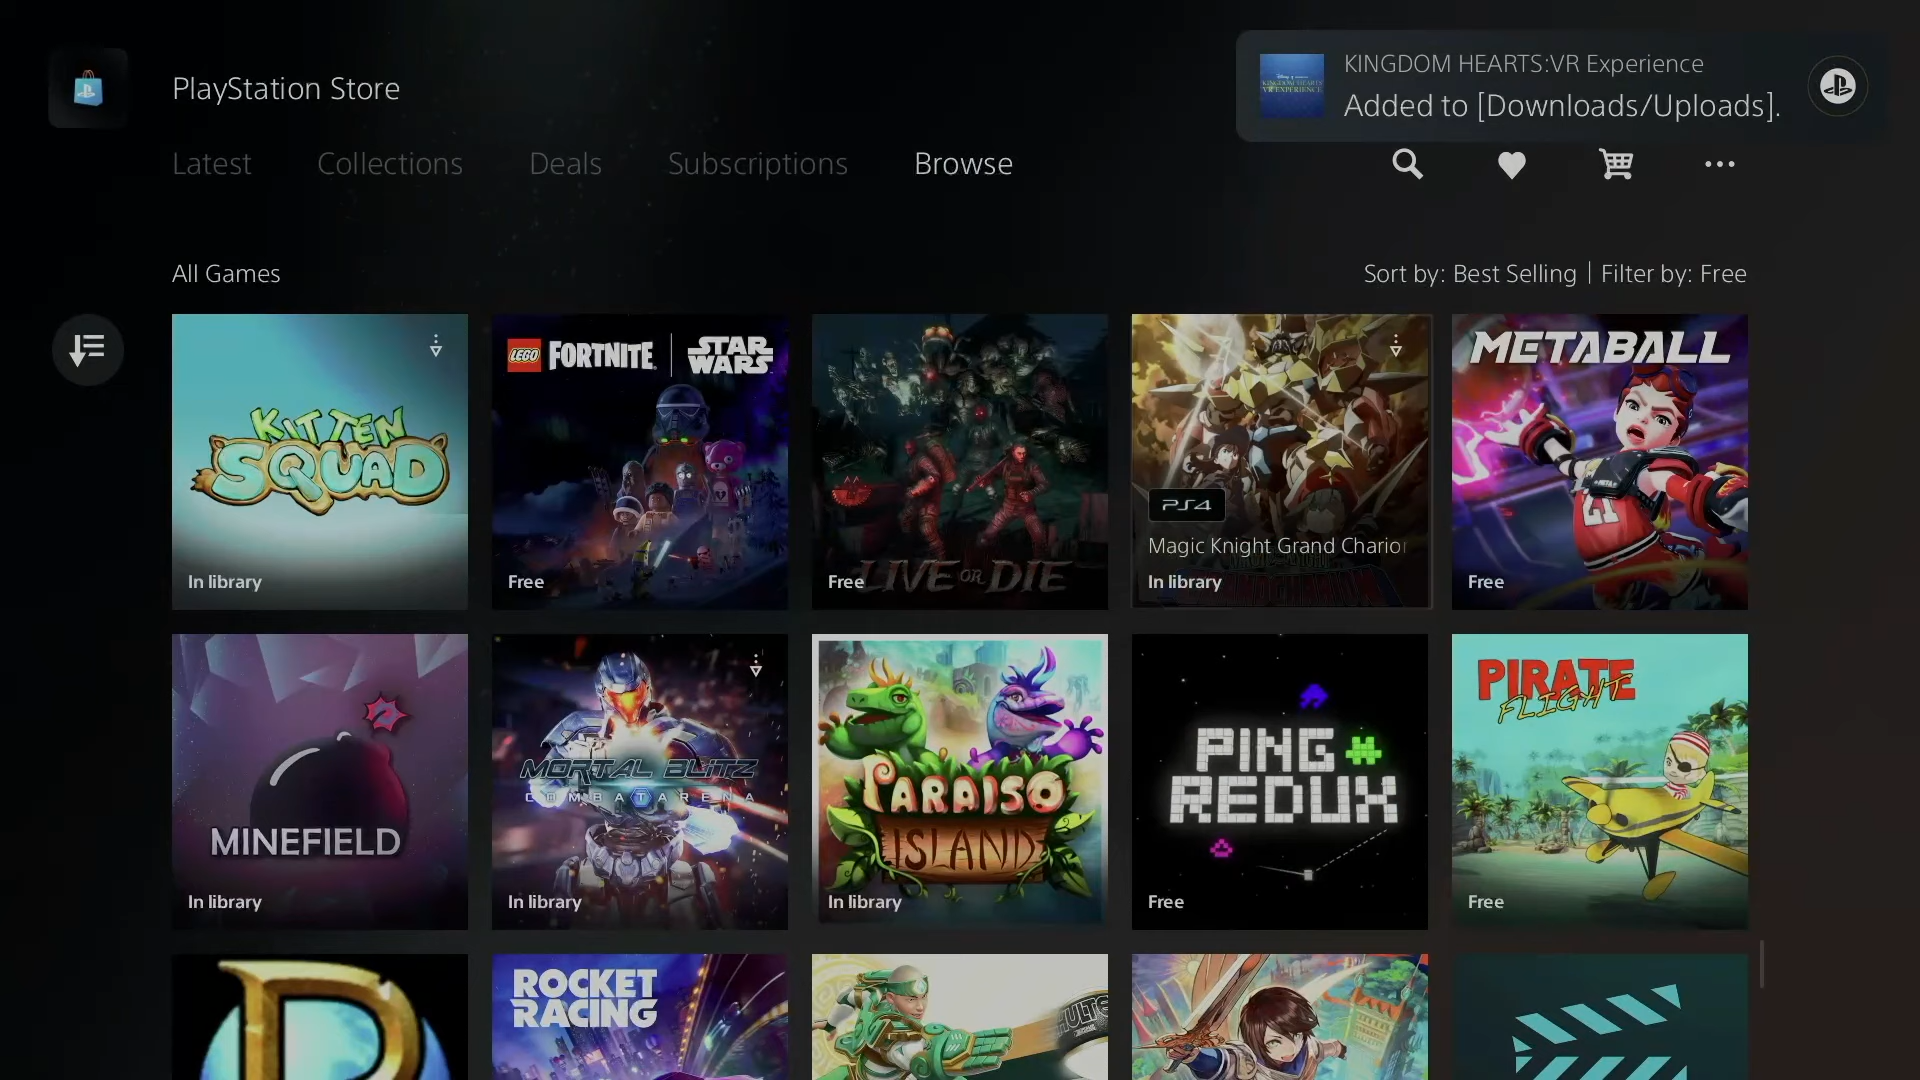 PlayStation Store
KINGDOM HEARTS:VR Experience
Added to [Downloads/Uploads].
Latest
Collections
Deals
Subscriptions
Browse
All Games
Sort by: Best Selling | Filter by: Free
KITTEN
SQUAD
In library
LEGO FORTNITE | STAR WARS
Free
LIVE OR DIE
Free
PS4
Magic Knight Grand Chario
In library
METABALL
Free
MINEFIELD
In library
MORTAL BLITZ
COMBAT ARENA
In library
PARAISO
ISLAND
In library
PING
REDUX
Free
PIRATE
FLIGHT
Free
ROCKET
RACING